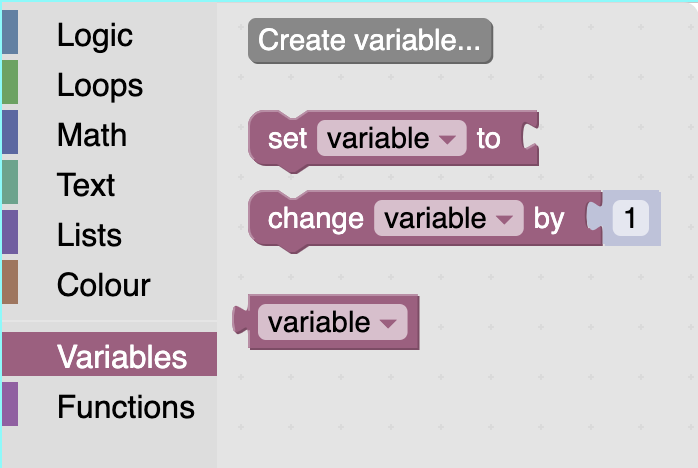 Logic
Loops
Math
Text
Lists
Colour
Variables
Functions
Create variable...
set variable to
change variable by 1
variable